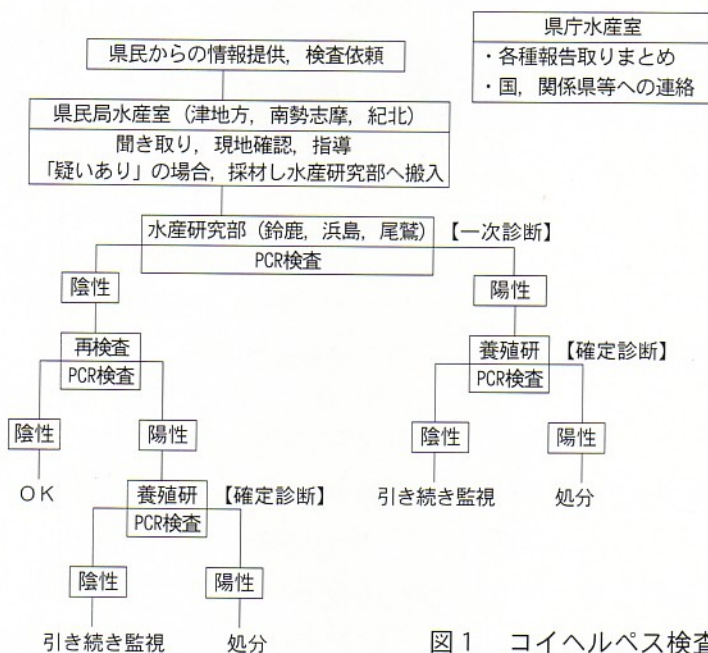 県庁水産室
・各種報告取りまとめ
・国，関係県等への連絡
県民からの情報提供，検査依頼
県民局水産室（津地方，南勢志摩，紀北）
聞き取り，現地確認，指導
「疑いあり」の場合，採材し水産研究部へ搬入
水産研究部（鈴鹿，浜島，尾鷲）【一次診断】
PCR検査
陰性
陽性
再検査
PCR検査
養殖研【確定診断】
PCR検査
陰性
陽性
陰性
陽性
OK
養殖研【確定診断】
PCR検査
引き続き監視
処分
陰性
陽性
引き続き監視
処分
図1　コイヘルペス検査